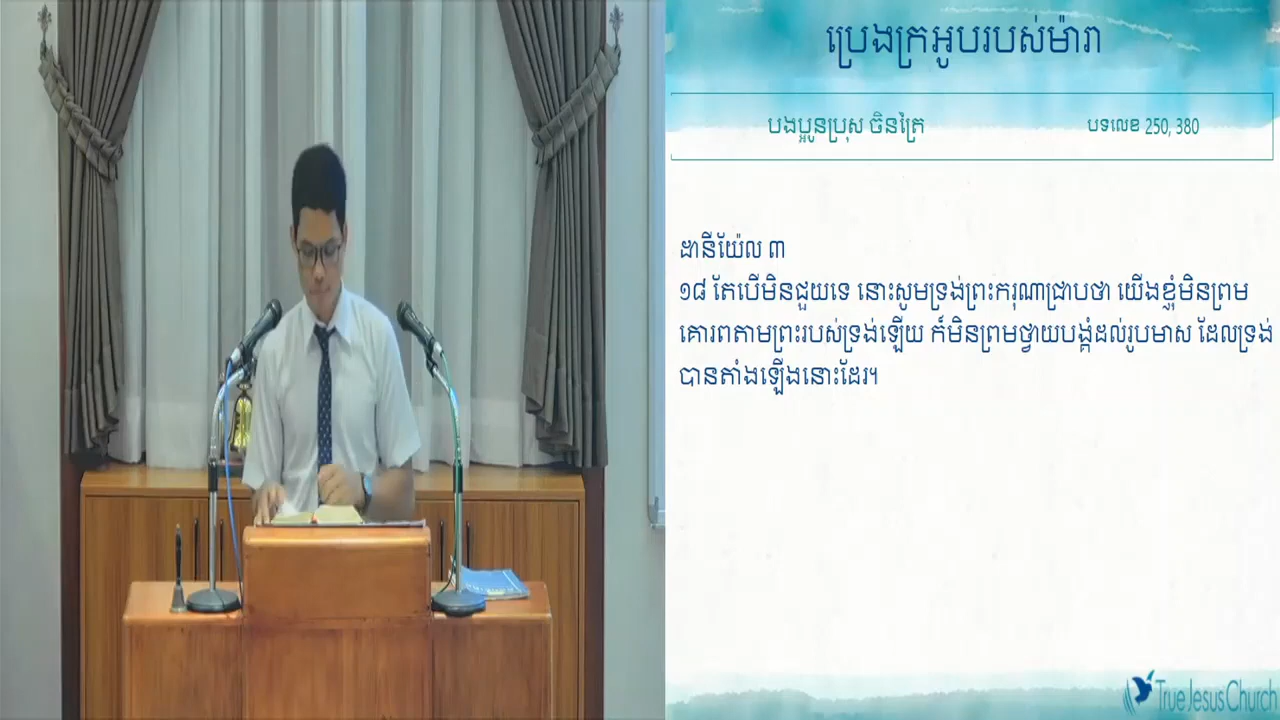 ប្រេងក្រអូបរបស់ម៉ារា
បងប្អូនប្រុស ចិនត្រៃ
បទលេខ 250, 380
ដានីយ៉ែល ៣
១៨ តែបើមិនជួយទេ នោះសូមទ្រង់ព្រះករុណាជ្រាបថា យើងខ្ញុំមិនព្រម
គោរពតាមព្រះរបស់ទ្រង់ឡើយ ក៏មិនព្រមថ្វាយបង្គំដល់រូបមាស ដែលទ្រង់
បានតាំងឡើងនោះដែរ។
True Jesus Church